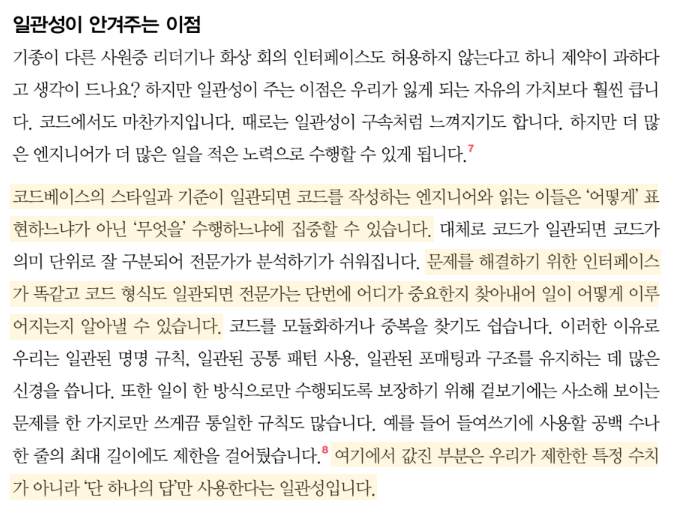 일관성이 안겨주는 이점
기종이 다른 사원증 리더기나 화상 회의 인터페이스도 허용하지 않는다고 하니 제약이 과하다
고 생각이 드나요? 하지만 일관성이 주는 이점은 우리가 잃게 되는 자유의 가치보다 훨씬 큽니
다. 코드에서도 마찬가지입니다. 때로는 일관성이 구속처럼 느껴지기도 합니다. 하지만 더 많
은 엔지니어가 더 많은 일을 적은 노력으로 수행할 수 있게 됩니다.7
코드베이스의 스타일과 기준이 일관되면 코드를 작성하는 엔지니어와 읽는 이들은 ‘어떻게’ 표
현하느냐가 아닌 ‘무엇을’ 수행하느냐에 집중할 수 있습니다. 대체로 코드가 일관되면 코드가
의미 단위로 잘 구분되어 전문가가 분석하기가 쉬워집니다. 문제를 해결하기 위한 인터페이스
가 똑같고 코드 형식도 일관되면 전문가는 단번에 어디가 중요한지 찾아내어 일이 어떻게 이루
어지는지 알아낼 수 있습니다. 코드를 모듈화하거나 중복을 찾기도 쉽습니다. 이러한 이유로
우리는 일관된 명명 규칙, 일관된 공통 패턴 사용, 일관된 포매팅과 구조를 유지하는 데 많은
신경을 씁니다. 또한 일이 한 방식으로만 수행되도록 보장하기 위해 겉보기에는 사소해 보이는
문제를 한 가지로만 쓰게끔 통일한 규칙도 많습니다. 예를 들어 들여쓰기에 사용할 공백 수나
한 줄의 최대 길이에도 제한을 걸어뒀습니다.8 여기에서 값진 부분은 우리가 제한한 특정 수치
가 아니라 ‘단 하나의 답’만 사용한다는 일관성입니다.